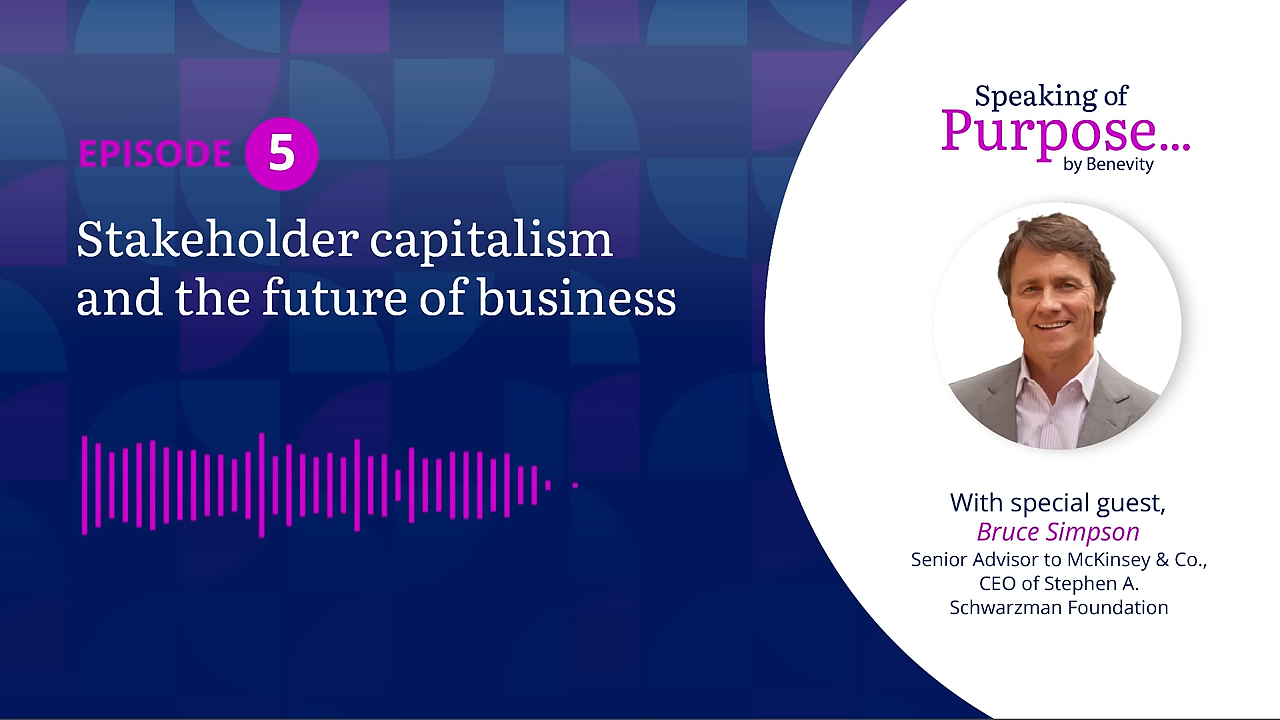 EPISODE 5
Stakeholder capitalism
and the future of business
Speaking of
Purpose...
by Benevity
With special guest,
Bruce Simpson
Senior Advisor to McKinsey & Co.,
CEO of Stephen A.
Schwarzman Foundation